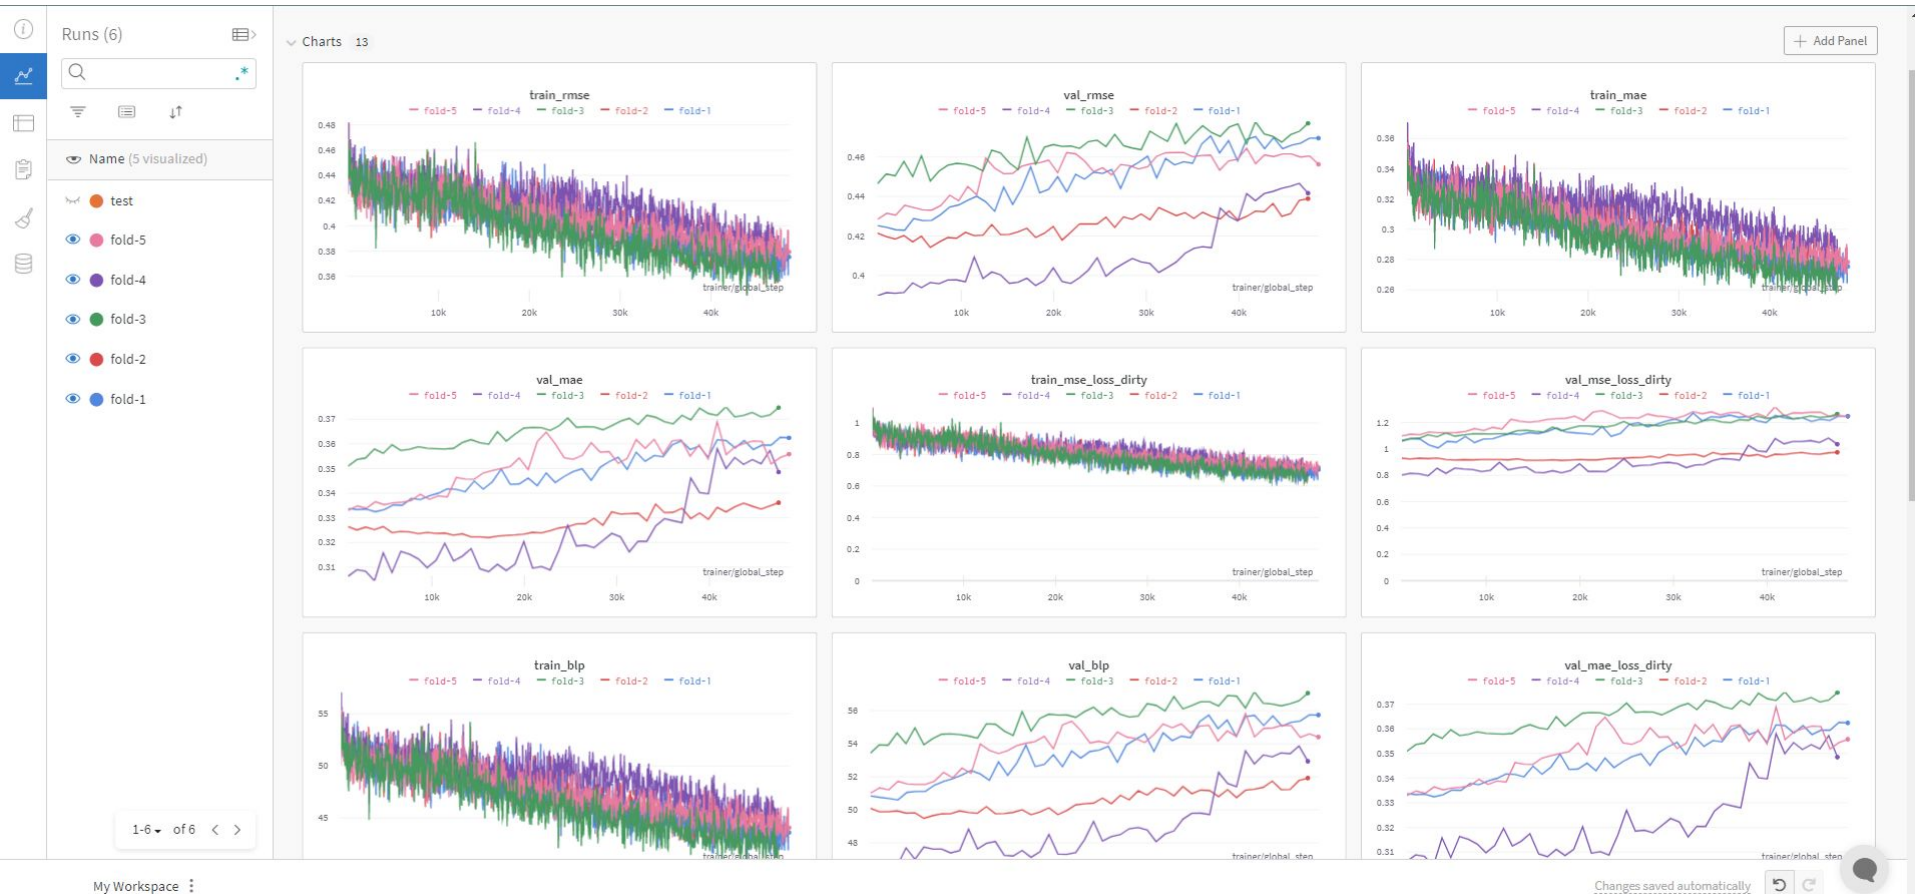 Runs (6)
.*
Name (5 visualized)
test
fold-5
fold-4
fold-3
fold-2
fold-1
1-6 of 6
My Workspace
Charts 13
Add Panel
train_rmse
fold-5 fold-4 fold-3 fold-2 fold-1
0.48
0.46
0.44
0.42
0.4
0.38
0.36
trainer/global_step
10k 20k 30k 40k
val_rmse
fold-5 fold-4 fold-3 fold-2 fold-1
0.46
0.44
0.42
0.4
trainer/global_step
10k 20k 30k 40k
train_mae
fold-5 fold-4 fold-3 fold-2 fold-1
0.36
0.34
0.32
0.3
0.28
0.26
trainer/global_step
10k 20k 30k 40k
val_mae
fold-5 fold-4 fold-3 fold-2 fold-1
0.37
0.36
0.35
0.34
0.33
0.32
0.31
trainer/global_step
10k 20k 30k 40k
train_mse_loss_dirty
fold-5 fold-4 fold-3 fold-2 fold-1
1
0.8
0.6
0.4
0.2
0
trainer/global_step
10k 20k 30k 40k
val_mse_loss_dirty
fold-5 fold-4 fold-3 fold-2 fold-1
1.2
1
0.8
0.6
0.4
0.2
0
trainer/global_step
10k 20k 30k 40k
train_blp
fold-5 fold-4 fold-3 fold-2 fold-1
55
50
45
trainer/global_step
val_blp
fold-5 fold-4 fold-3 fold-2 fold-1
56
54
52
50
48
trainer/global_step
val_mae_loss_dirty
fold-5 fold-4 fold-3 fold-2 fold-1
0.37
0.36
0.35
0.34
0.33
0.32
0.31
trainer/global_step
Changes saved automatically